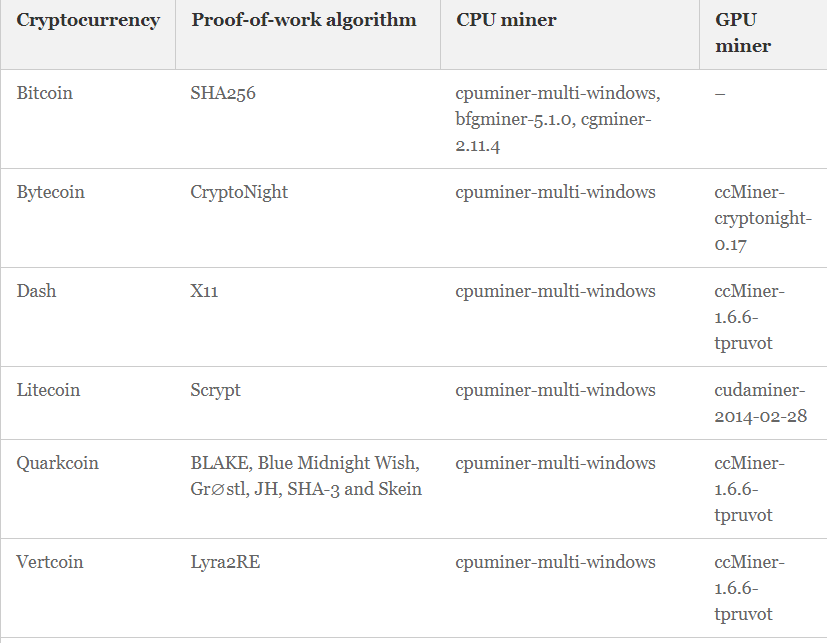 Cryptocurrency Proof-of-work algorithm CPU miner GPU
miner
Bitcoin SHA256 cpuminer-multi-windows, –
bfgminer-5.1.0, cgminer-
2.11.4
Bytecoin CryptoNight cpuminer-multi-windows ccMiner-
cryptonight-
0.17
Dash X11 cpuminer-multi-windows ccMiner-
1.6.6-
tpruvot
Litecoin Scrypt cpuminer-multi-windows cudaminer-
2014-02-28
Quarkcoin BLAKE, Blue Midnight Wish, cpuminer-multi-windows ccMiner-
GrØstl, JH, SHA-3 and Skein 1.6.6-
tpruvot
Vertcoin Lyra2RE cpuminer-multi-windows ccMiner-
1.6.6-
tpruvot